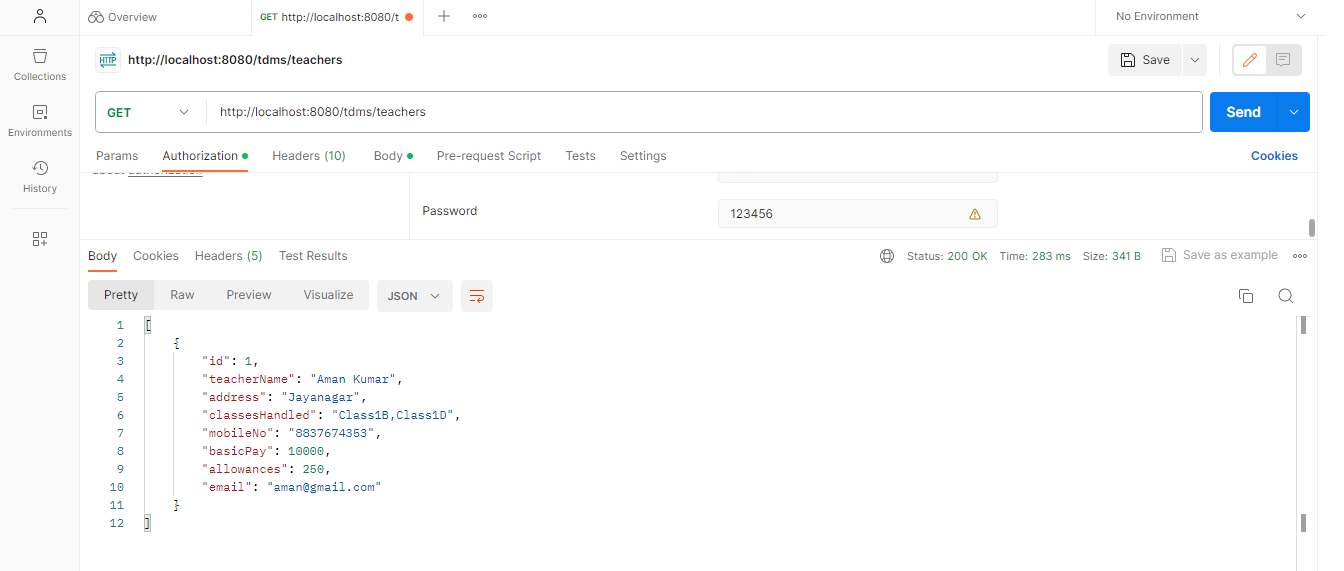 Overview
GET http://localhost:8080/t
No Environment
Collections
Environments
History
HTTP http://localhost:8080/tdms/teachers
Save
GET http://localhost:8080/tdms/teachers
Send
Params Authorization Headers (10) Body Pre-request Script Tests Settings Cookies
about authorization
Password 123456
Body Cookies Headers (5) Test Results Status: 200 OK Time: 283 ms Size: 341 B Save as example
Pretty Raw Preview Visualize JSON
1 [
2 {
3 "id": 1,
4 "teacherName": "Aman Kumar",
5 "address": "Jayanagar",
6 "classesHandled": "Class1B,Class1D",
7 "mobileNo": "8837674353",
8 "basicPay": 10000,
9 "allowances": 250,
10 "email": "aman@gmail.com"
11 }
12 ]